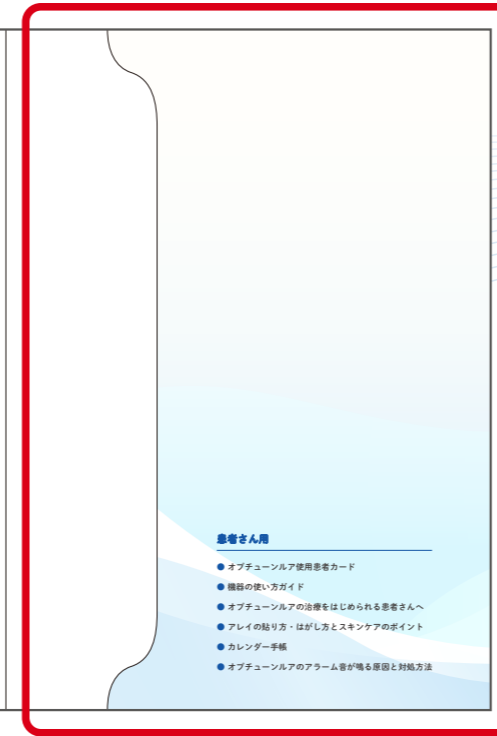 患者さん用
● オプチューンルア使用患者カード
● 機器の使い方ガイド
● オプチューンルアの治療をはじめられる患者さんへ
● アレイの貼り方・はがし方とスキンケアのポイント
● カレンダー手帳
● オプチューンルアのアラーム音が鳴る原因と対処方法